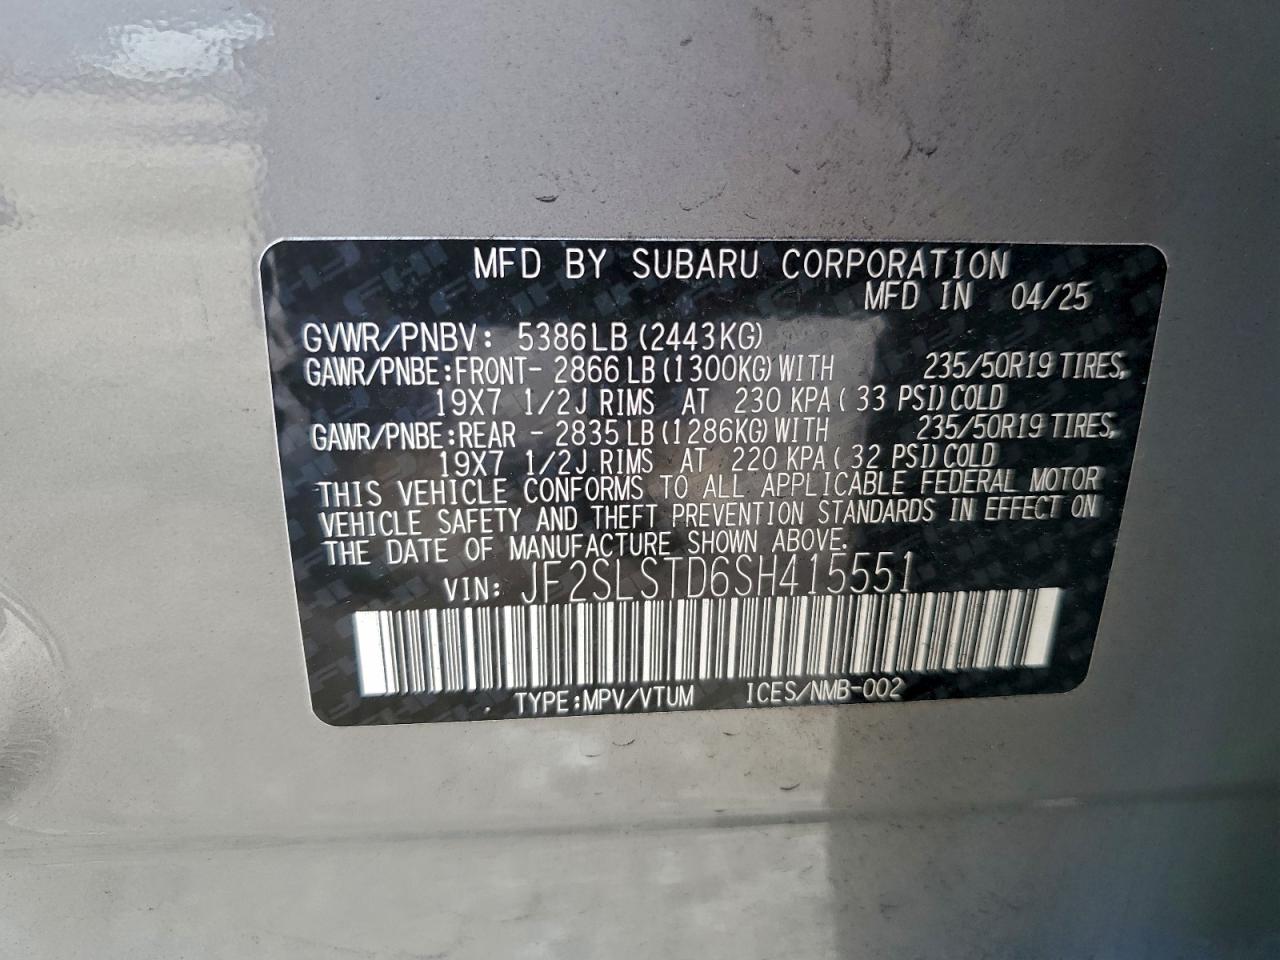 MFD BY SUBARU CORPORATION
MFD IN 04/25
GVWR/PNBV: 5386LB (2443KG)
GAWR/PNBE:FRONT- 2866 LB (1300KG) WITH 235/50R19 TIRES,
19X7 1/2J RIMS AT 230 KPA ( 33 PSI) COLD
GAWR/PNBE:REAR - 2835 LB (1286KG) WITH 235/50R19 TIRES,
19X7 1/2J RIMS AT 220 KPA ( 32 PSI) COLD
THIS VEHICLE CONFORMS TO ALL APPLICABLE FEDERAL MOTOR
VEHICLE SAFETY AND THEFT PREVENTION STANDARDS IN EFFECT ON
THE DATE OF MANUFACTURE SHOWN ABOVE.
VIN: JF2SLSTD6SH415551
TYPE:MPV/VTUM ICES/NMB-002